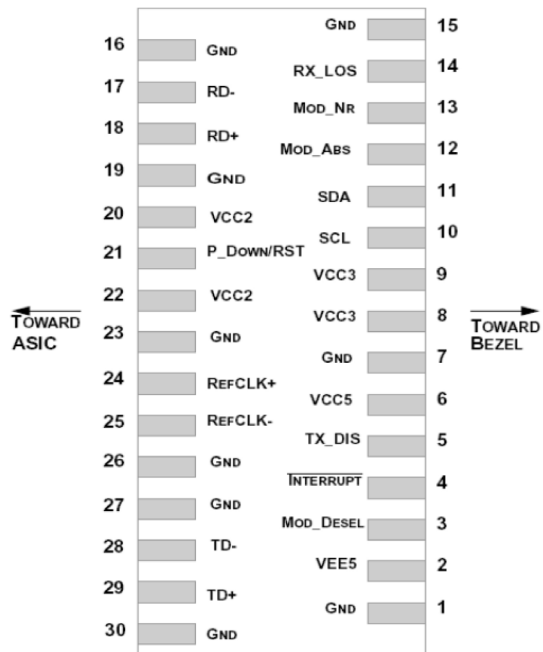 GND 15
16 GND
RX_LOS 14
17 RD-
MOD_NR 13
18 RD+
MOD_ABS 12
19 GND
SDA 11
20 VCC2
SCL 10
21 P_DOWN/RST
VCC3 9
22 VCC2
VCC3 8
TOWARD
ASIC
TOWARD
BEZEL
23 GND
GND 7
24 REFCLK+
VCC5 6
25 REFCLK-
TX_DIS 5
26 GND
INTERRUPT 4
27 GND
MOD_DESEL 3
28 TD-
VEE5 2
29 TD+
GND 1
30 GND